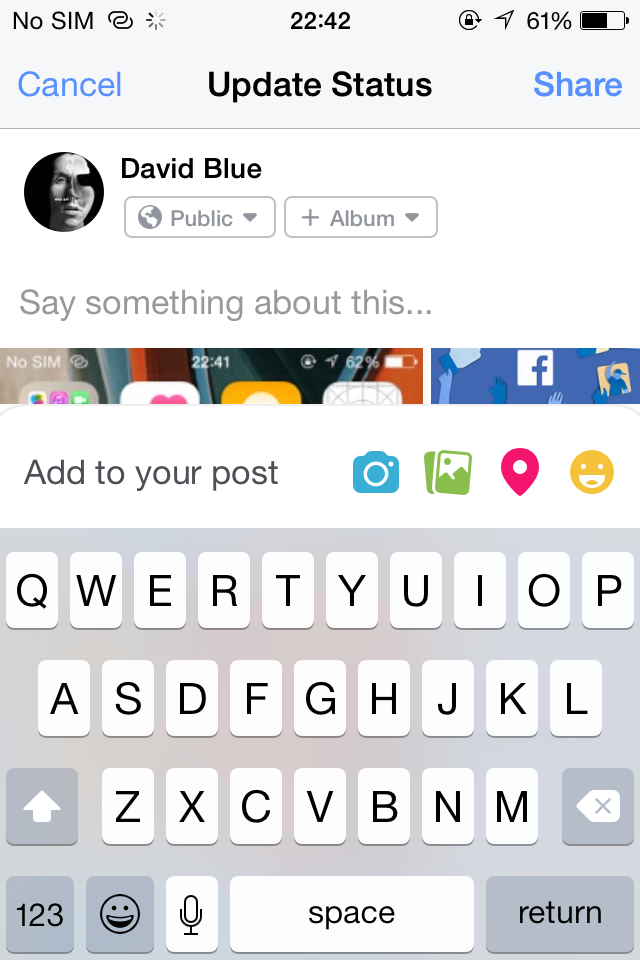 No SIM 22:42 61%
Cancel Update Status Share
David Blue
Public + Album
Say something about this...
No SIM 22:41 62%
Add to your post
Q W E R T Y U I O P
A S D F G H J K L
Z X C V B N M
123 space return